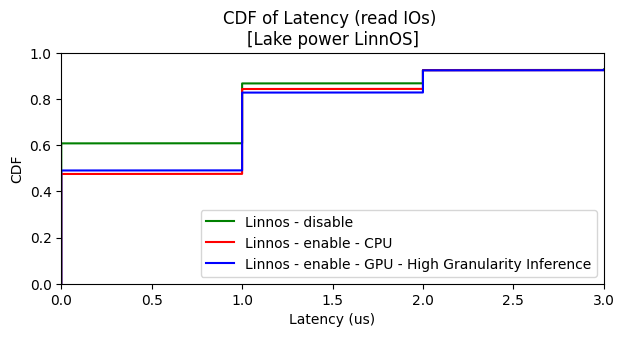 CDF of Latency (read IOs)
[Lake power LinnOS]
CDF
1.0
0.8
0.6
0.4
0.2
0.0
Linnos - disable
Linnos - enable - CPU
Linnos - enable - GPU - High Granularity Inference
0.0 0.5 1.0 1.5 2.0 2.5 3.0
Latency (us)